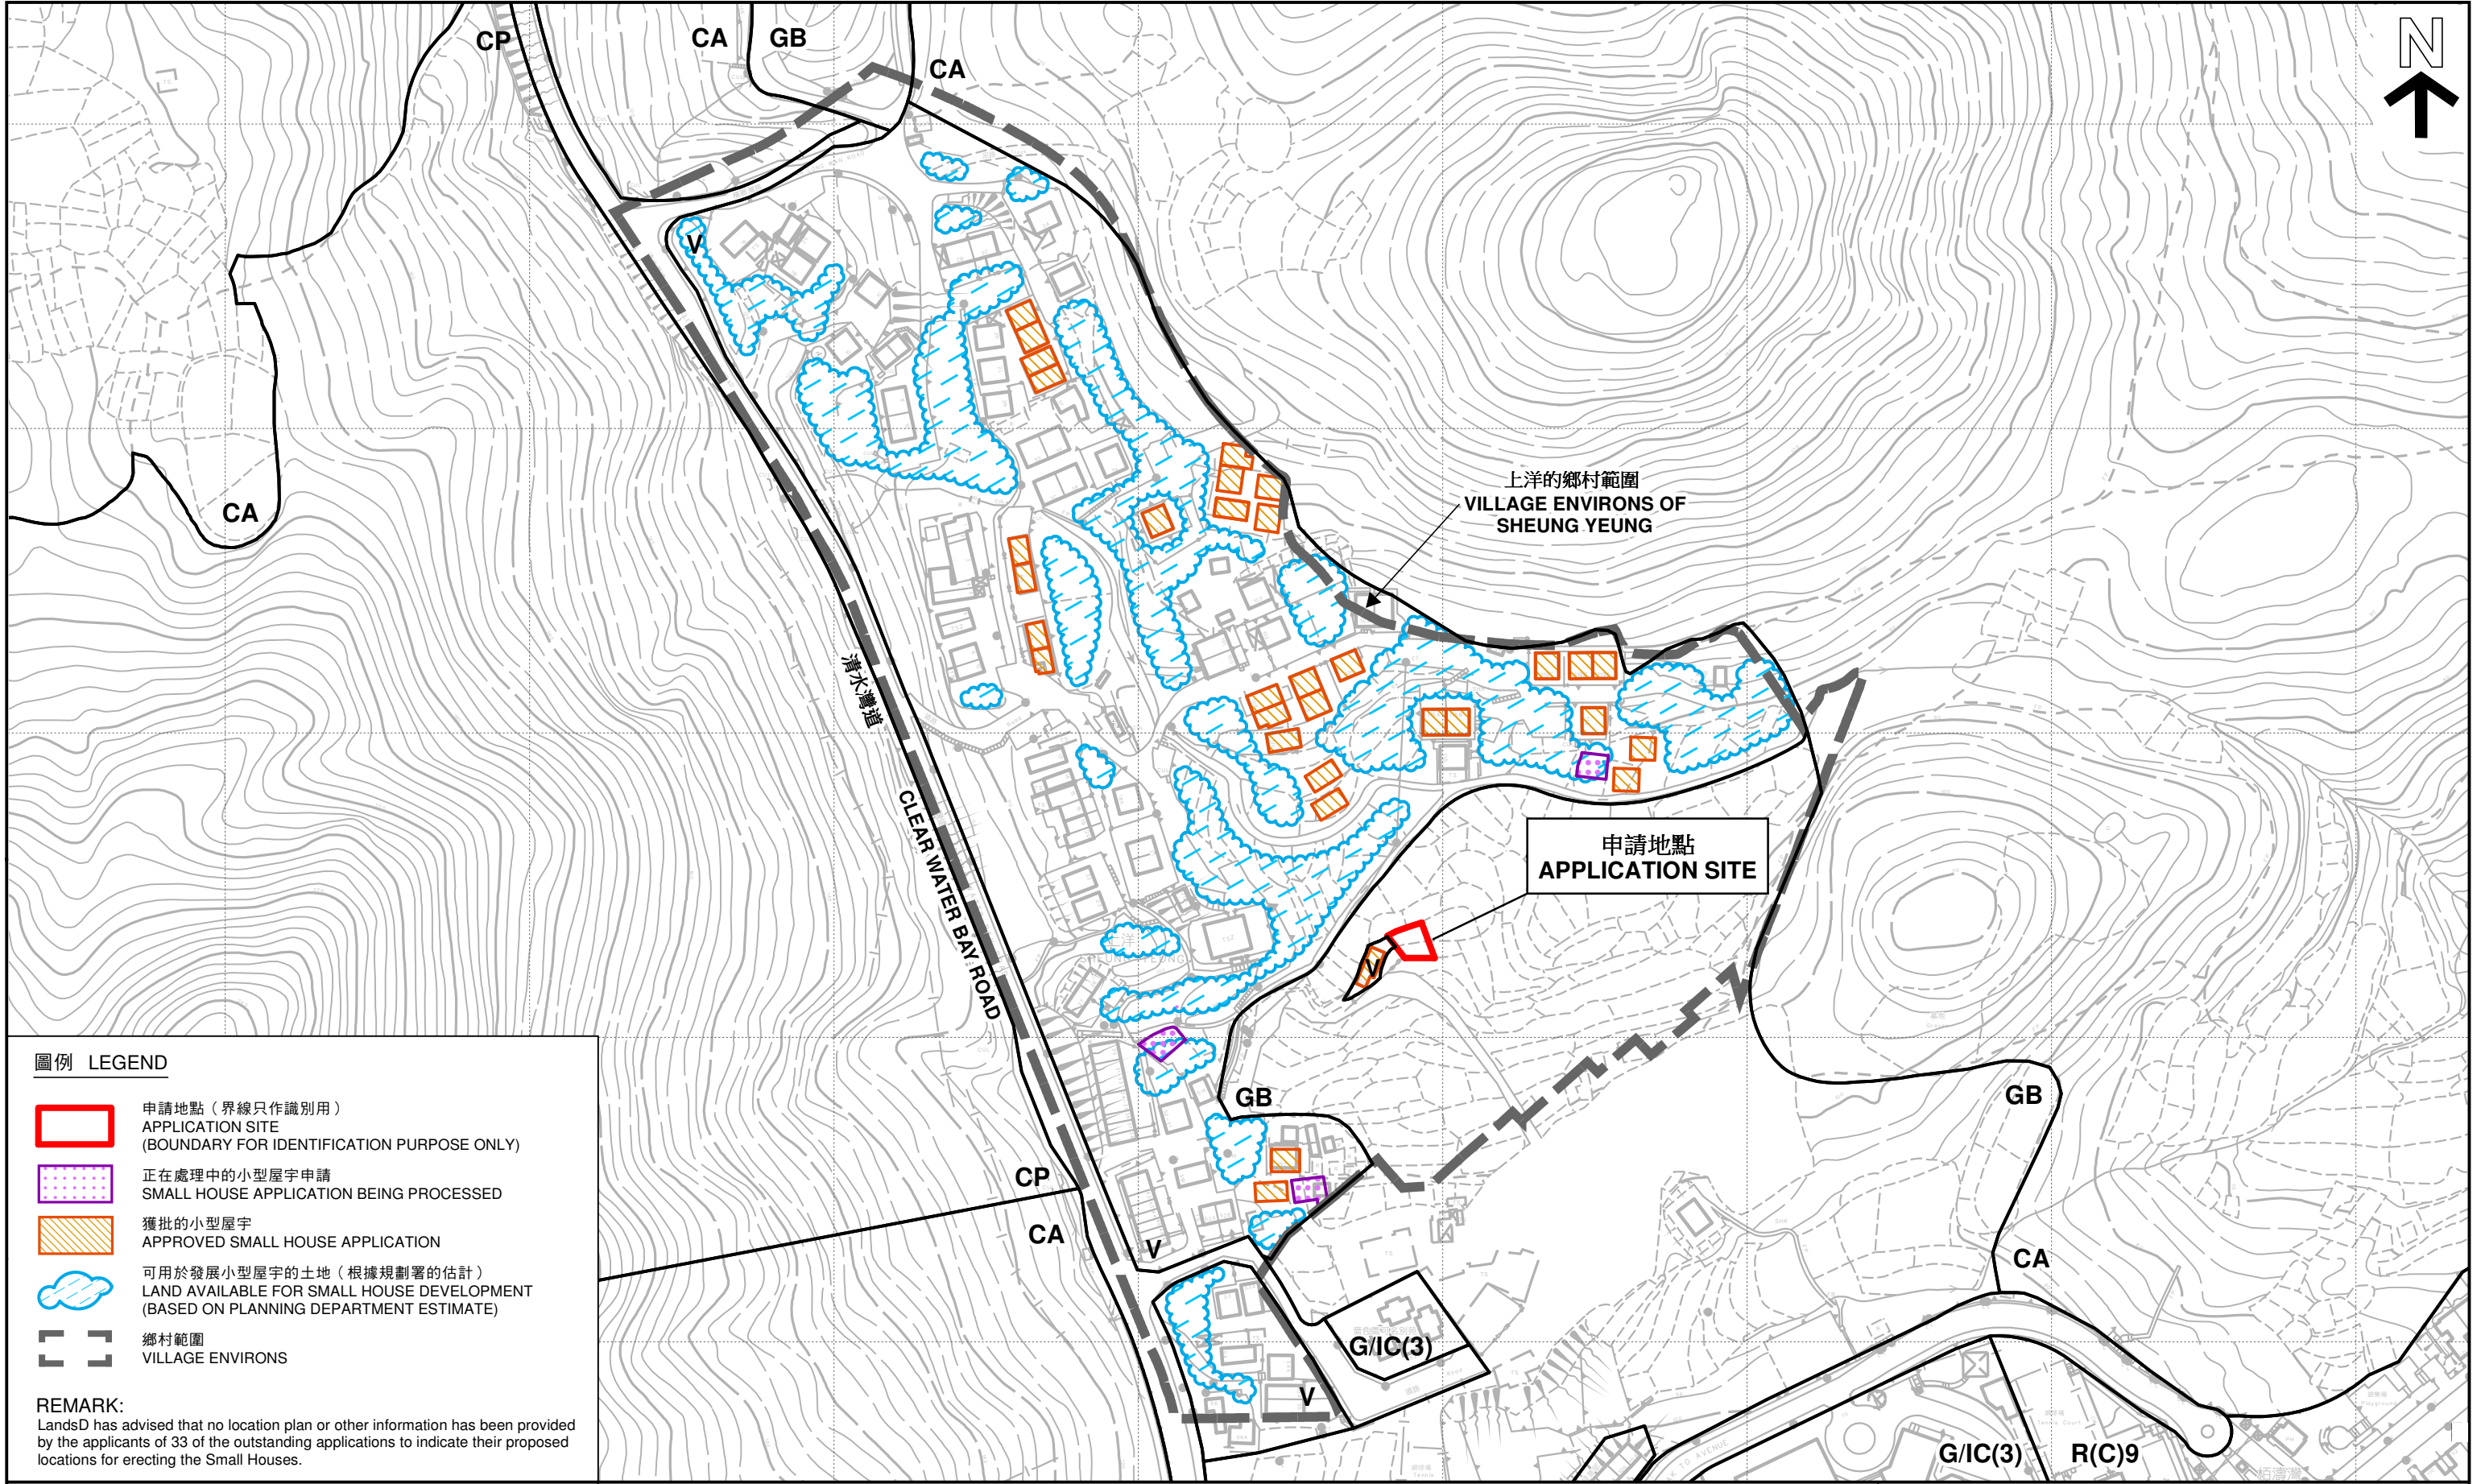 CP
CA
GB
CA
N
V
CA
上洋的鄉村範圍
VILLAGE ENVIRONS OF
SHEUNG YEUNG
清水灣道
CLEAR WATER BAY ROAD
申請地點
APPLICATION SITE
V
上洋
SHEUNG YEUNG
GB
GB
CP
CA
V
CA
G/IC(3)
V
G/IC(3)
R(C)9
圖例 LEGEND
申請地點（界線只作識別用）
APPLICATION SITE
(BOUNDARY FOR IDENTIFICATION PURPOSE ONLY)
正在處理中的小型屋宇申請
SMALL HOUSE APPLICATION BEING PROCESSED
獲批的小型屋宇
APPROVED SMALL HOUSE APPLICATION
可用於發展小型屋宇的土地（根據規劃署的估計）
LAND AVAILABLE FOR SMALL HOUSE DEVELOPMENT
(BASED ON PLANNING DEPARTMENT ESTIMATE)
鄉村範圍
VILLAGE ENVIRONS
REMARK:
LandsD has advised that no location plan or other information has been provided
by the applicants of 33 of the outstanding applications to indicate their proposed
locations for erecting the Small Houses.